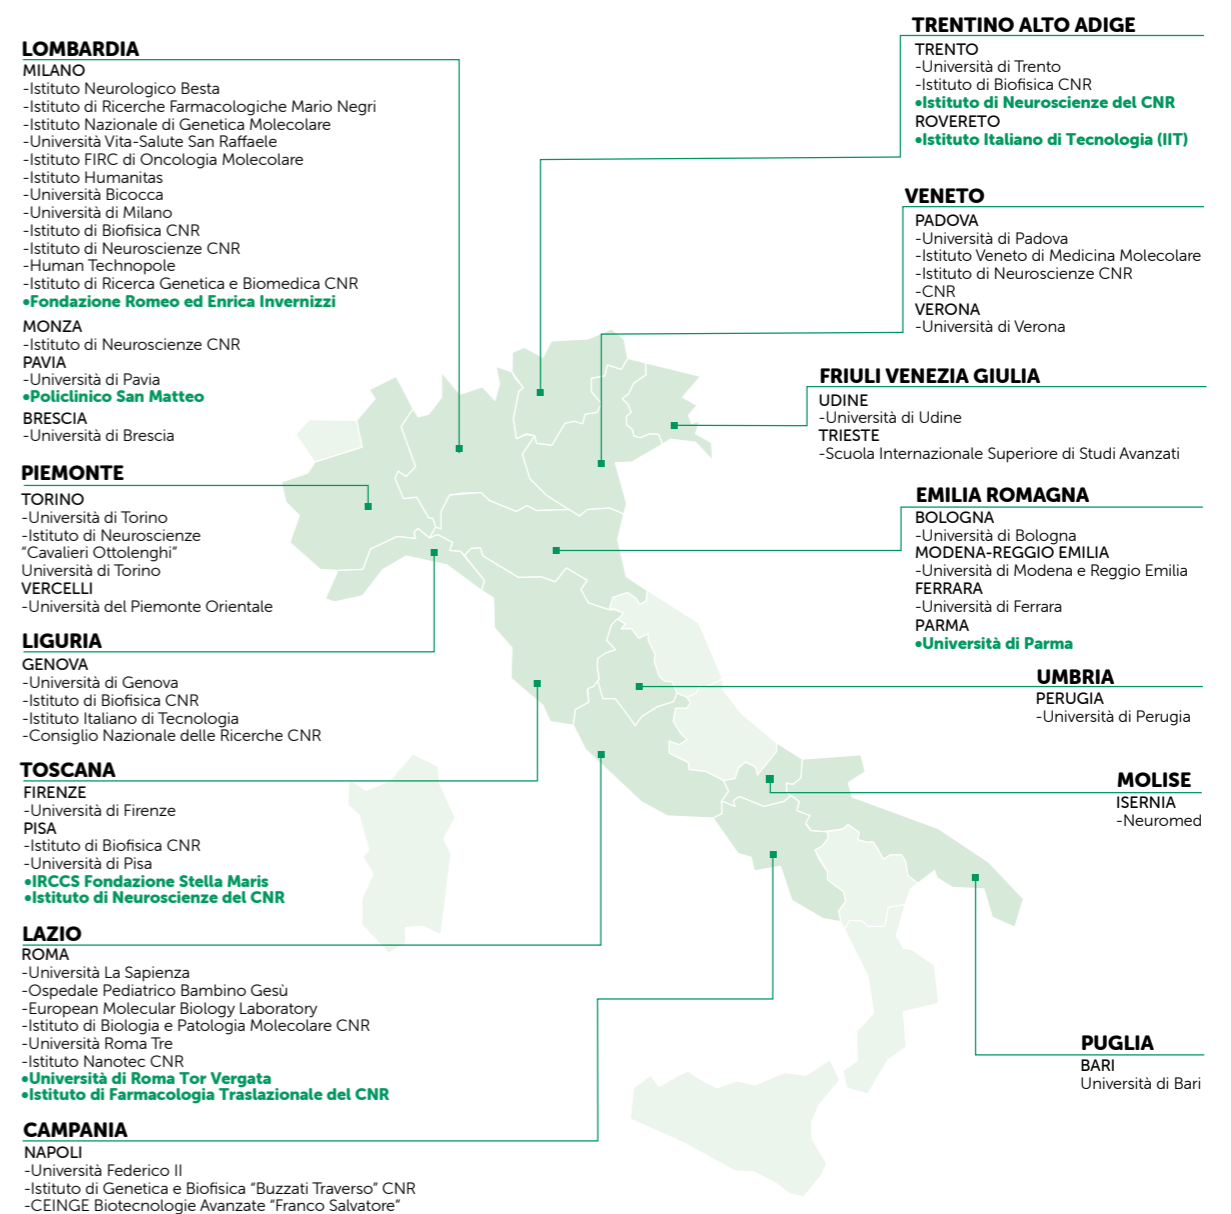 LOMBARDIA
MILANO
-Istituto Neurologico Besta
-Istituto di Ricerche Farmacologiche Mario Negri
-Istituto Nazionale di Genetica Molecolare
-Università Vita-Salute San Raffaele
-Istituto FIRC di Oncologia Molecolare
-Istituto Humanitas
-Università Bicocca
-Università di Milano
-Istituto di Biofisica CNR
-Istituto di Neuroscienze CNR
-Human Technopole
-Istituto di Ricerca Genetica e Biomedica CNR
•Fondazione Romeo ed Enrica Invernizzi
MONZA
-Istituto di Neuroscienze CNR
PAVIA
-Università di Pavia
•Policlinico San Matteo
BRESCIA
-Università di Brescia
PIEMONTE
TORINO
-Università di Torino
-Istituto di Neuroscienze
“Cavalieri Ottolenghi”
Università di Torino
VERCELLI
-Università del Piemonte Orientale
LIGURIA
GENOVA
-Università di Genova
-Istituto di Biofisica CNR
-Istituto Italiano di Tecnologia
-Consiglio Nazionale delle Ricerche CNR
TOSCANA
FIRENZE
-Università di Firenze
PISA
-Istituto di Biofisica CNR
-Università di Pisa
•IRCCS Fondazione Stella Maris
•Istituto di Neuroscienze del CNR
LAZIO
ROMA
-Università La Sapienza
-Ospedale Pediatrico Bambino Gesù
-European Molecular Biology Laboratory
-Istituto di Biologia e Patologia Molecolare CNR
-Università Roma Tre
-Istituto Nanotec CNR
•Università di Roma Tor Vergata
•Istituto di Farmacologia Traslazionale del CNR
CAMPANIA
NAPOLI
-Università Federico II
-Istituto di Genetica e Biofisica “Buzzati Traverso” CNR
-CEINGE Biotecnologie Avanzate “Franco Salvatore”
TRENTINO ALTO ADIGE
TRENTO
-Università di Trento
-Istituto di Biofisica CNR
•Istituto di Neuroscienze del CNR
ROVERETO
•Istituto Italiano di Tecnologia (IIT)
VENETO
PADOVA
-Università di Padova
-Istituto Veneto di Medicina Molecolare
-Istituto di Neuroscienze CNR
-CNR
VERONA
-Università di Verona
FRIULI VENEZIA GIULIA
UDINE
-Università di Udine
TRIESTE
-Scuola Internazionale Superiore di Studi Avanzati
EMILIA ROMAGNA
BOLOGNA
-Università di Bologna
MODENA-REGGIO EMILIA
-Università di Modena e Reggio Emilia
FERRARA
-Università di Ferrara
PARMA
•Università di Parma
UMBRIA
PERUGIA
-Università di Perugia
MOLISE
ISERNIA
-Neuromed
PUGLIA
BARI
Università di Bari